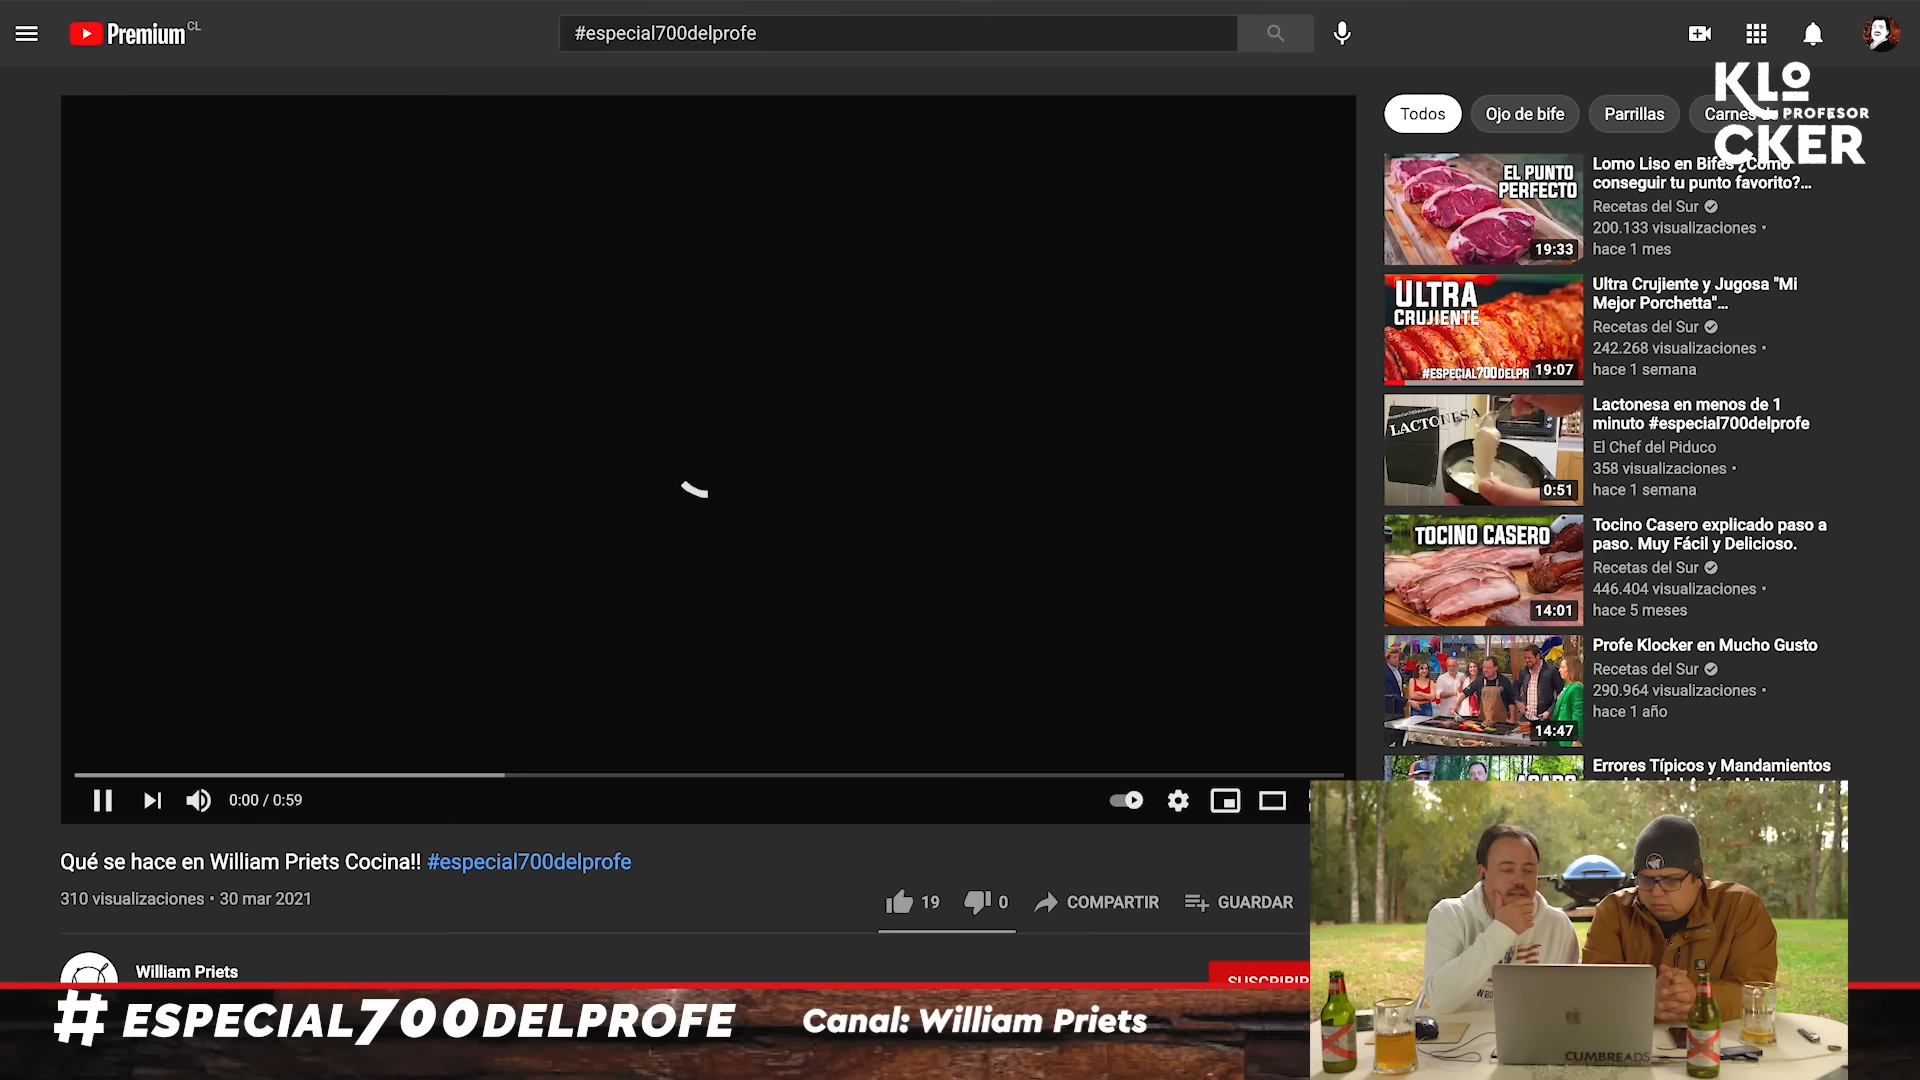 Premium CL
#especial700delprofe
KLO
PROFESOR
CKER
Todos
Ojo de bife
Parrillas
Carnes
EL PUNTO
PERFECTO
19:33
Lomo Liso en Bifes ¿Cómo
conseguir tu punto favorito?...
Recetas del Sur
200.133 visualizaciones •
hace 1 mes
ULTRA
CRUJIENTE
#ESPECIAL700DELPR
19:07
Ultra Crujiente y Jugosa "Mi
Mejor Porchetta"...
Recetas del Sur
242.268 visualizaciones •
hace 1 semana
LACTONESA
0:51
Lactonesa en menos de 1
minuto #especial700delprofe
El Chef del Piduco
358 visualizaciones •
hace 1 semana
TOCINO CASERO
14:01
Tocino Casero explicado paso a
paso. Muy Fácil y Delicioso.
Recetas del Sur
446.404 visualizaciones •
hace 5 meses
14:47
Profe Klocker en Mucho Gusto
Recetas del Sur
290.964 visualizaciones •
hace 1 año
Errores Típicos y Mandamientos
0:00 / 0:59
Qué se hace en William Priets Cocina!! #especial700delprofe
310 visualizaciones • 30 mar 2021
19
0
COMPARTIR
GUARDAR
William Priets
SUSCRIBIR
#ESPECIAL700DELPROFE
Canal: William Priets
CUMBREADS